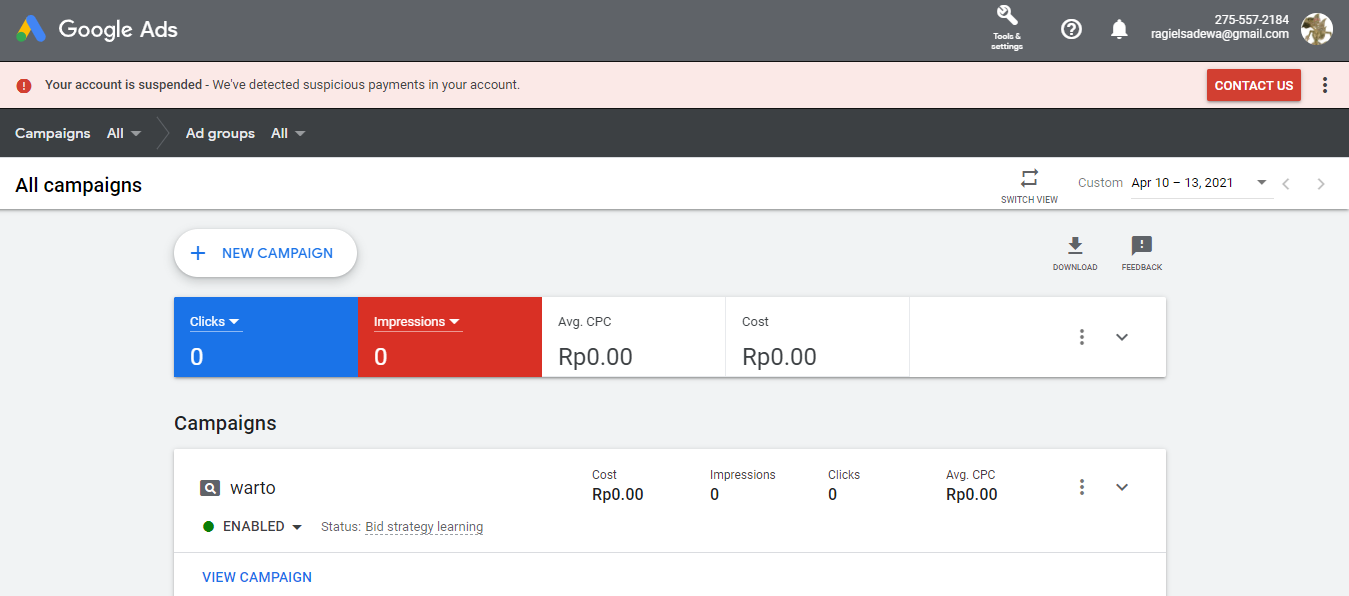 Google Ads
Tools &
settings
275-557-2184
ragielsadewa@gmail.com
Your account is suspended - We've detected suspicious payments in your account.
CONTACT US
Campaigns All Ad groups All
All campaigns
SWITCH VIEW
Custom Apr 10 – 13, 2021
NEW CAMPAIGN
DOWNLOAD
FEEDBACK
Clicks Impressions Avg. CPC Cost
0 0 Rp0.00 Rp0.00
Campaigns
warto
Cost Impressions Clicks Avg. CPC
Rp0.00 0 0 Rp0.00
ENABLED Status: Bid strategy learning
VIEW CAMPAIGN